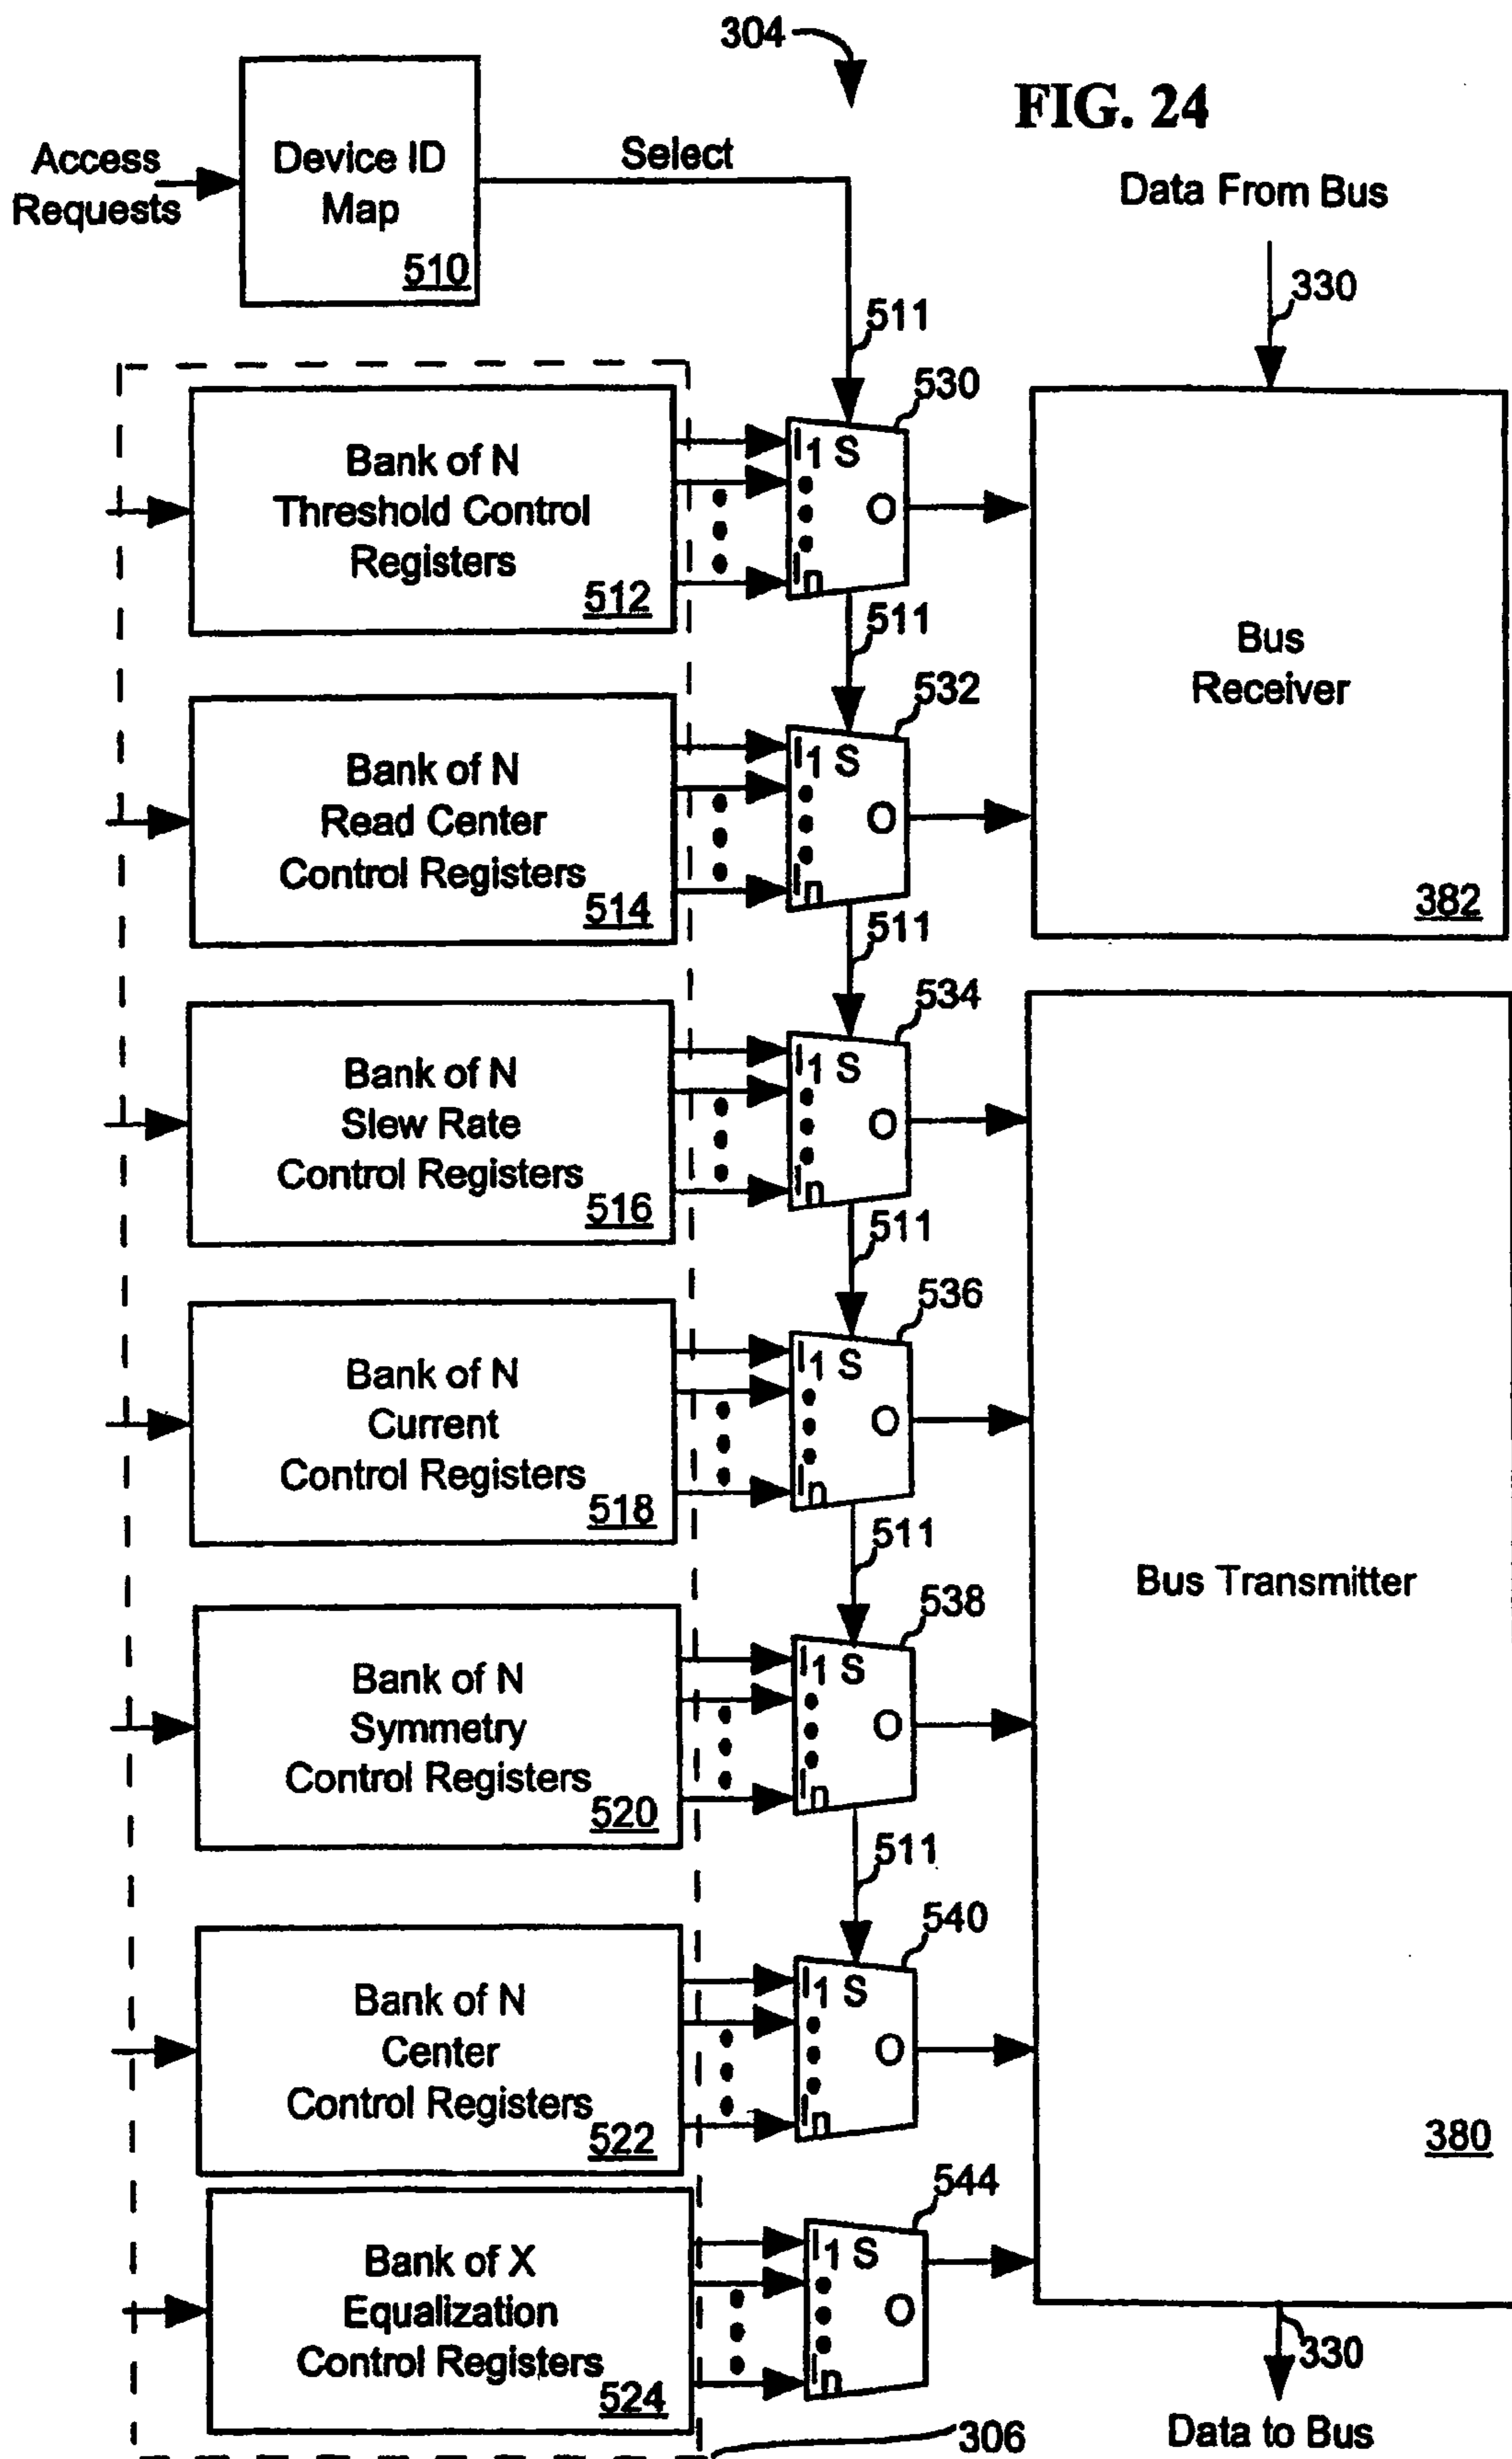 304
FIG. 24
Access
Requests
Device ID
Map
510
Select
Data From Bus
330
511
530
Bank of N
Threshold Control
Registers
512
I1 S
O
In
511
Bus
Receiver
382
532
Bank of N
Read Center
Control Registers
514
I1 S
O
In
511
534
Bank of N
Slew Rate
Control Registers
516
I1 S
O
In
511
536
Bank of N
Current
Control Registers
518
I1 S
O
In
511
Bus Transmitter
380
538
Bank of N
Symmetry
Control Registers
520
I1 S
O
In
511
540
Bank of N
Center
Control Registers
522
I1 S
O
In
544
Bank of X
Equalization
Control Registers
524
I1 S
O
In
330
306
Data to Bus